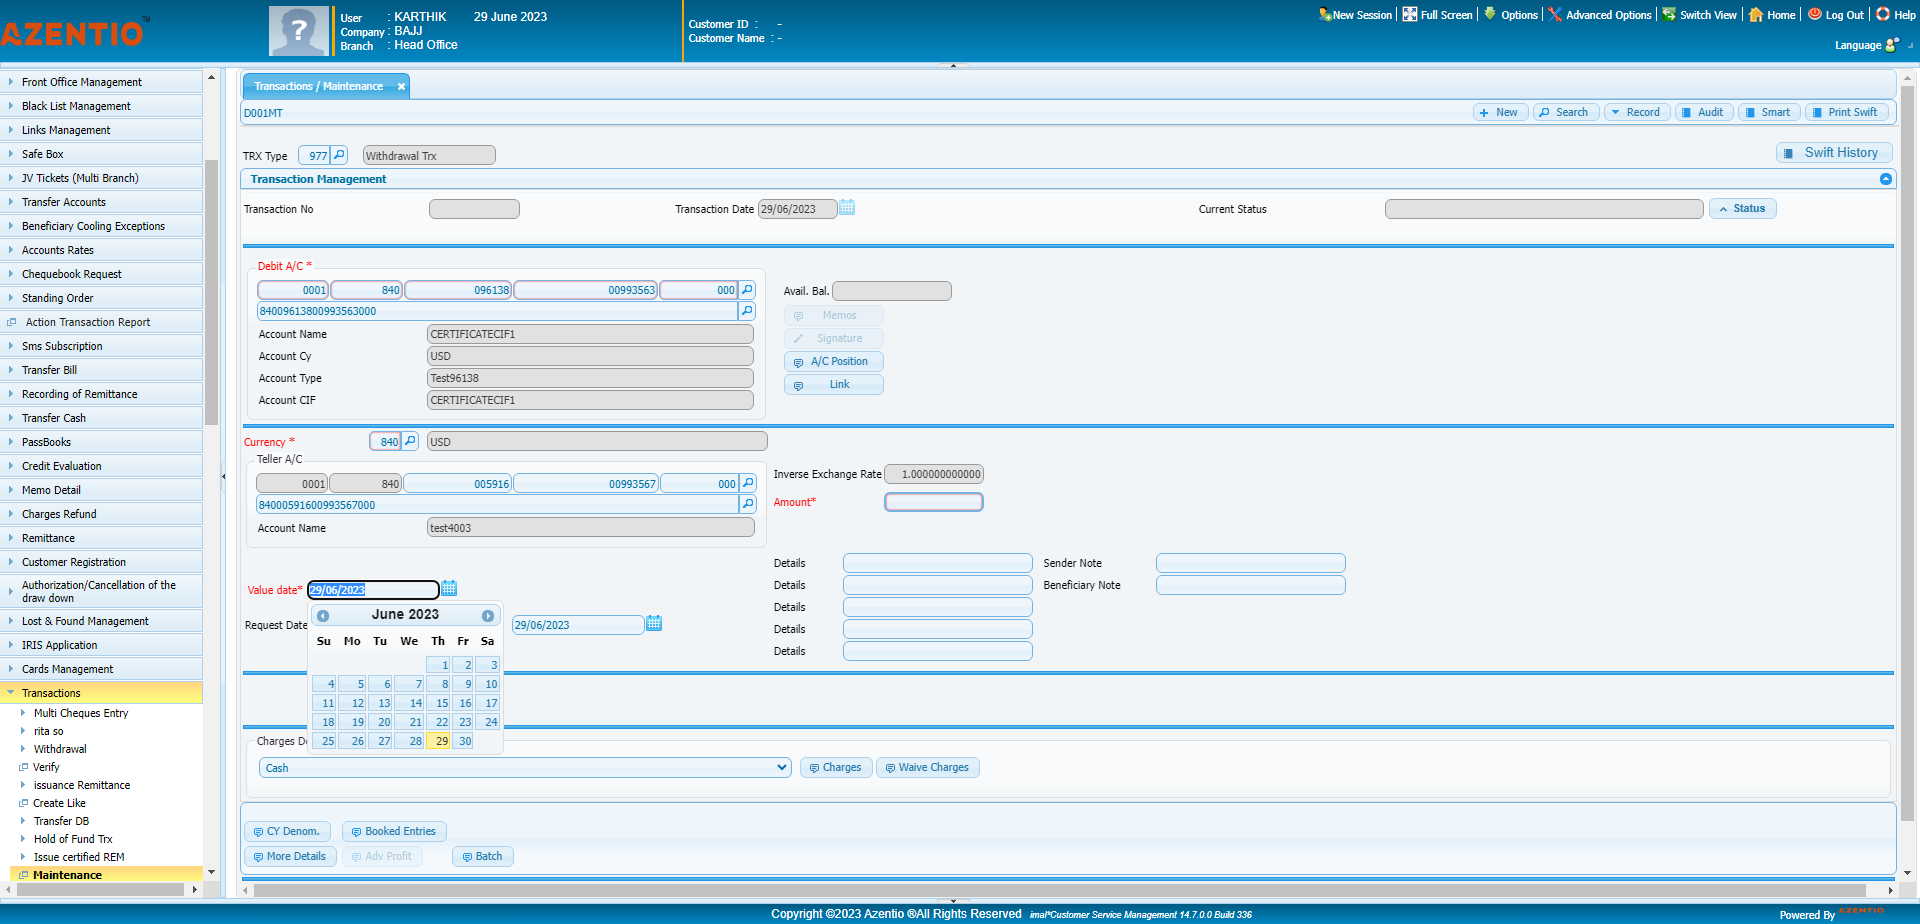 AZENTIO™
User : KARTHIK 29 June 2023
Company : BAJJ
Branch : Head Office
Customer ID : -
Customer Name : -
New Session Full Screen Options Advanced Options Switch View Home Log Out Help
Language
Front Office Management
Black List Management
Links Management
Safe Box
JV Tickets (Multi Branch)
Transfer Accounts
Beneficiary Cooling Exceptions
Accounts Rates
Chequebook Request
Standing Order
Action Transaction Report
Sms Subscription
Transfer Bill
Recording of Remittance
Transfer Cash
PassBooks
Credit Evaluation
Memo Detail
Charges Refund
Remittance
Customer Registration
Authorization/Cancellation of the
draw down
Lost & Found Management
IRIS Application
Cards Management
Transactions
Multi Cheques Entry
rita so
Withdrawal
Verify
issuance Remittance
Create Like
Transfer DB
Hold of Fund Trx
Issue certified REM
Maintenance
Transactions / Maintenance
D001MT
New Search Record Audit Smart Print Swift
TRX Type 977 Withdrawal Trx
Swift History
Transaction Management
Transaction No
Transaction Date 29/06/2023
Current Status
Status
Debit A/C *
0001 840 096138 00993563 000
84009613800993563000
Account Name CERTIFICATECIF1
Account Cy USD
Account Type Test96138
Account CIF CERTIFICATECIF1
Avail. Bal.
Memos
Signature
A/C Position
Link
Currency * 840 USD
Teller A/C
0001 840 005916 00993567 000
84000591600993567000
Account Name test4003
Inverse Exchange Rate 1.000000000000
Amount*
Value date* 29/06/2023
Request Date 29/06/2023
June 2023
Su Mo Tu We Th Fr Sa
1 2 3
4 5 6 7 8 9 10
11 12 13 14 15 16 17
18 19 20 21 22 23 24
25 26 27 28 29 30
Details
Details
Details
Details
Details
Sender Note
Beneficiary Note
Charges D
Cash
Charges
Waive Charges
CY Denom.
Booked Entries
More Details
Adv Profit
Batch
Copyright ©2023 Azentio ®All Rights Reserved imal*Customer Service Management 14.7.0.0 Build 336
Powered By AZENTIO